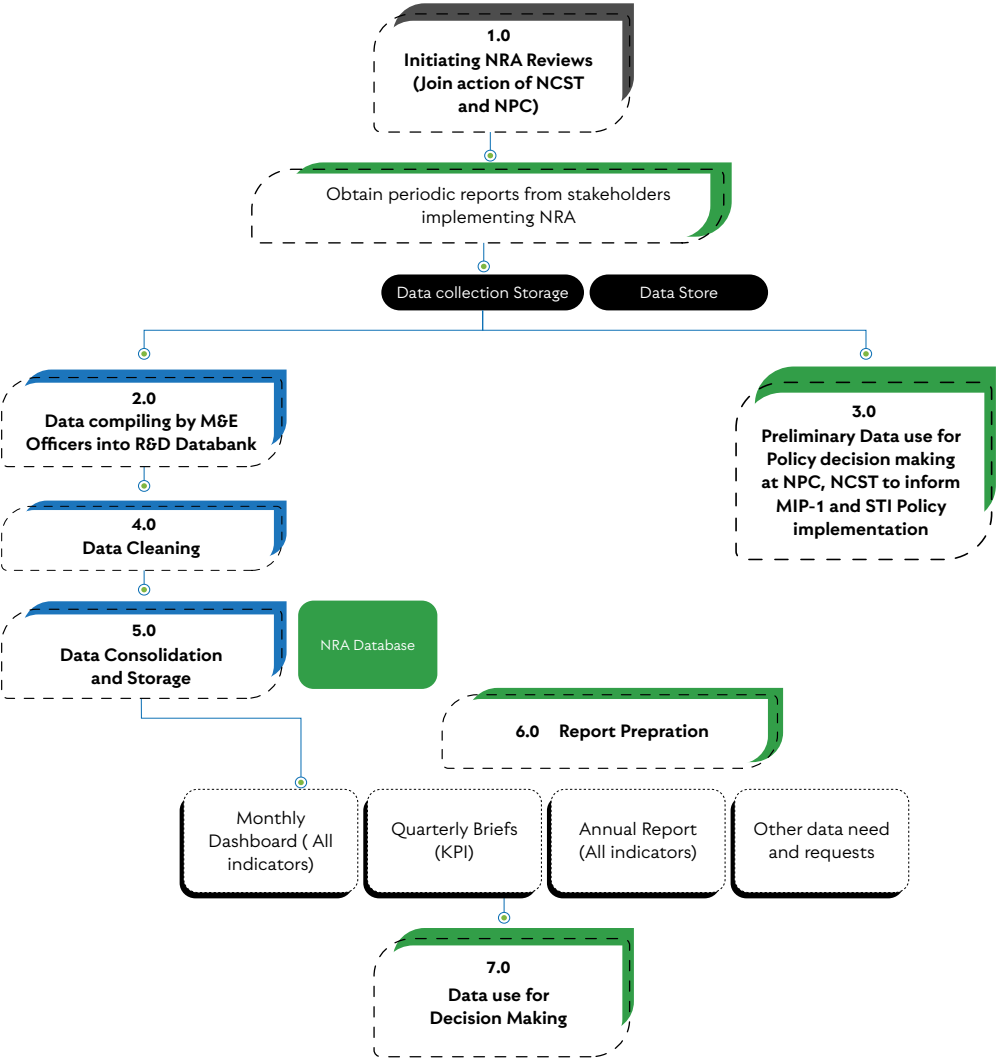 1.0
Initiating NRA Reviews
(Join action of NCST
and NPC)
Obtain periodic reports from stakeholders
implementing NRA
Data collection Storage
Data Store
2.0
Data compiling by M&E
Officers into R&D Databank
3.0
Preliminary Data use for
Policy decision making
at NPC, NCST to inform
MIP-1 and STI Policy
implementation
4.0
Data Cleaning
5.0
Data Consolidation
and Storage
NRA Database
6.0 Report Prepration
Monthly
Dashboard ( All
indicators)
Quarterly Briefs
(KPI)
Annual Report
(All indicators)
Other data need
and requests
7.0
Data use for
Decision Making